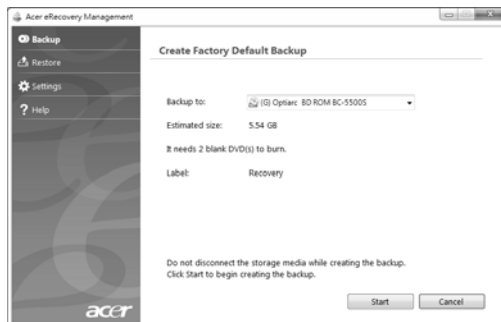 Acer eRecovery Management
Backup
Restore
Settings
Help
Create Factory Default Backup
Backup to: (G) Optiarc BD ROM BC-5500S
Estimated size: 5.54 GB
It needs 2 blank DVD(s) to burn.
Label: Recovery
Do not disconnect the storage media while creating the backup.
Click Start to begin creating the backup.
Start Cancel
acer